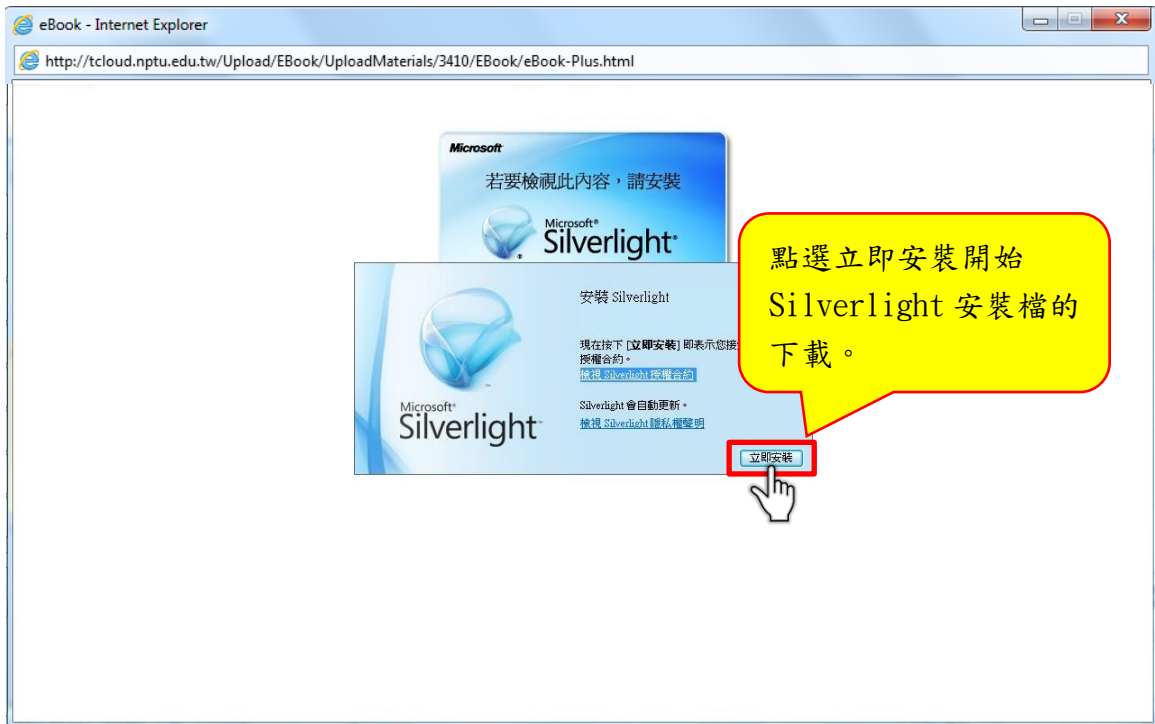 eBook - Internet Explorer
http://tcloud.nptu.edu.tw/Upload/EBook/UploadMaterials/3410/EBook/eBook-Plus.html
Microsoft
若要檢視此內容，請安裝
Microsoft®
Silverlight®
點選立即安裝開始
Silverlight 安裝檔的
下載。
安裝 Silverlight
現在按下 [立即安裝] 即表示您接
授權合約。
檢視 Silverlight 授權合約
Silverlight 會自動更新。
檢視 Silverlight 隱私權聲明
Microsoft®
Silverlight™
立即安裝